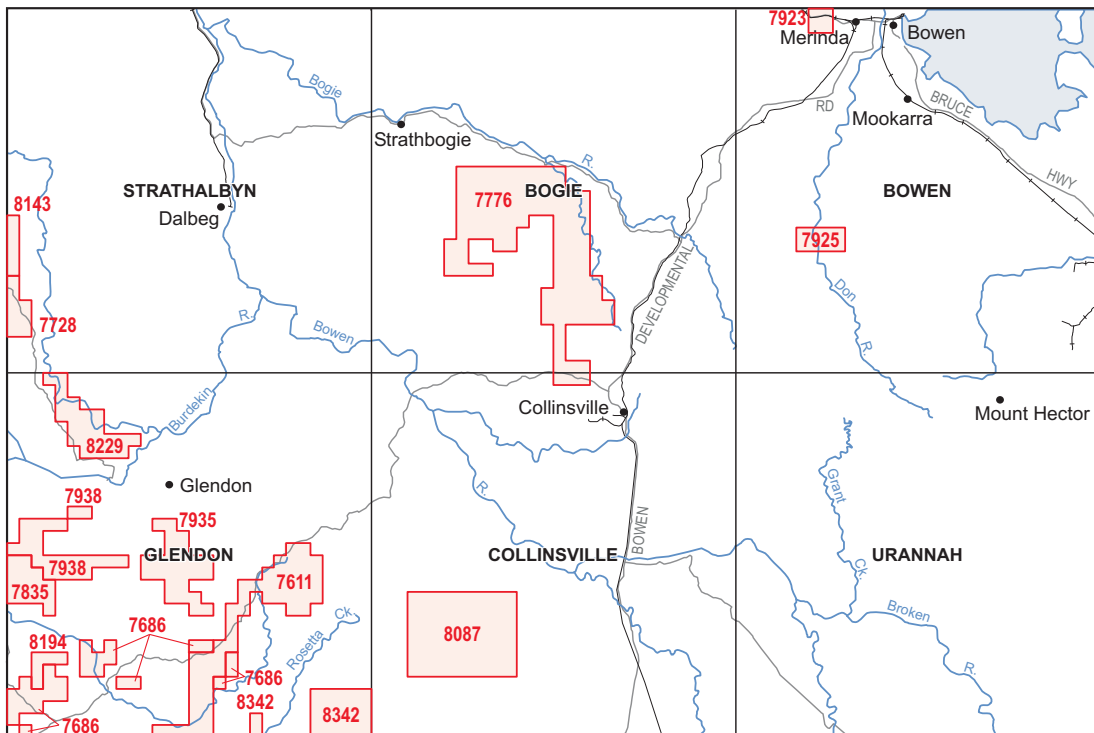 7923
Merinda
Bowen
Bogie
RD
BRUCE
Mookarra
Strathbogie
R.
HWY
STRATHALBYN
BOGIE
BOWEN
7776
8143
Dalbeg
7925
DEVELOPMENTAL
Don
R.
7728
R.
Bowen
Burdekin
Collinsville
Mount Hector
8229
Glendon
R.
Grant
7938
7935
BOWEN
GLENDON
COLLINSVILLE
URANNAH
7938
Ck.
7611
7835
7686
Ck.
Broken
8194
Rosetta
8087
R.
7686
8342
8342
7686